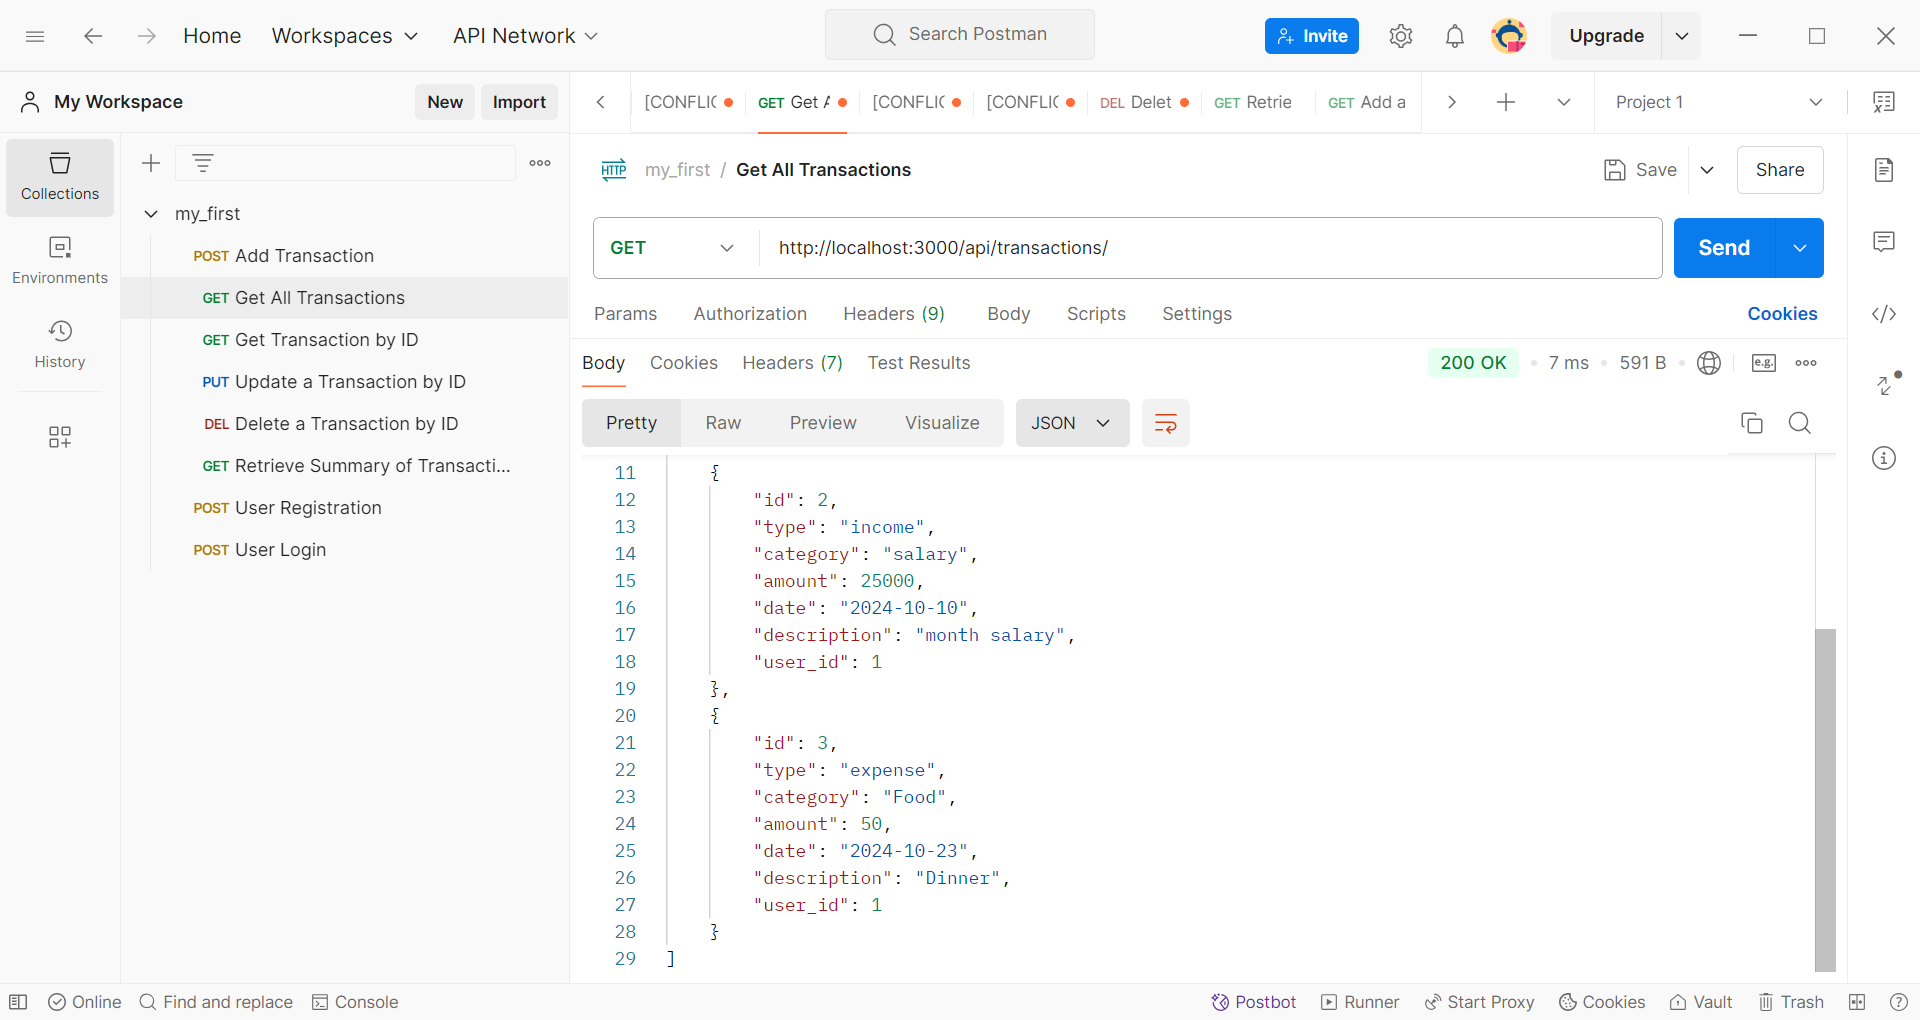 Home Workspaces API Network Search Postman Invite Upgrade
My Workspace New Import
[CONFLIC GET Get A [CONFLIC [CONFLIC DEL Delet GET Retrie GET Add a Project 1
Collections
Environments
History
my_first
POST Add Transaction
GET Get All Transactions
GET Get Transaction by ID
PUT Update a Transaction by ID
DEL Delete a Transaction by ID
GET Retrieve Summary of Transacti...
POST User Registration
POST User Login
HTTP my_first / Get All Transactions Save Share
GET http://localhost:3000/api/transactions/ Send
Params Authorization Headers (9) Body Scripts Settings Cookies
Body Cookies Headers (7) Test Results 200 OK 7 ms 591 B e.g.
Pretty Raw Preview Visualize JSON
11 {
12 "id": 2,
13 "type": "income",
14 "category": "salary",
15 "amount": 25000,
16 "date": "2024-10-10",
17 "description": "month salary",
18 "user_id": 1
19 },
20 {
21 "id": 3,
22 "type": "expense",
23 "category": "Food",
24 "amount": 50,
25 "date": "2024-10-23",
26 "description": "Dinner",
27 "user_id": 1
28 }
29 ]
Online Find and replace Console Postbot Runner Start Proxy Cookies Vault Trash